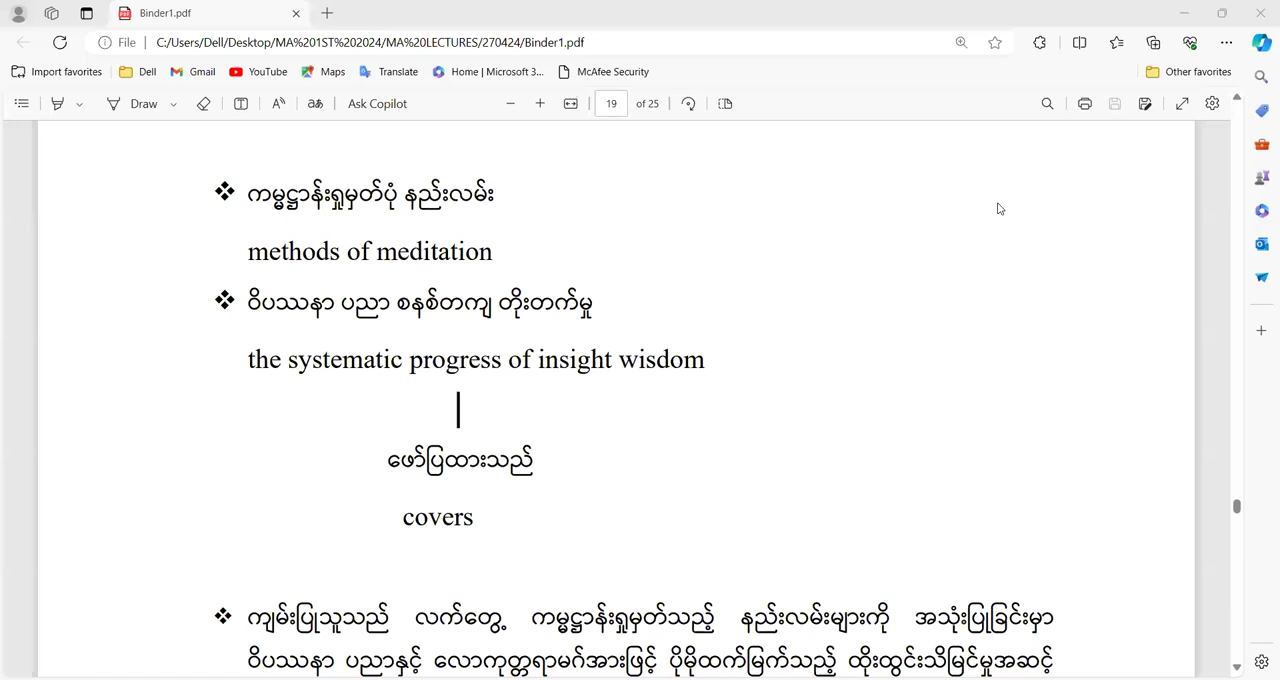 Binder1.pdf
File C:/Users/Dell/Desktop/MA%201ST%202024/MA%20LECTURES/270424/Binder1.pdf
Import favorites Dell Gmail YouTube Maps Translate Home | Microsoft 3... McAfee Security Other favorites
Draw aあ Ask Copilot 19 of 25
❖ ကမ္မဋ္ဌာန်းရှုမှတ်ပုံ နည်းလမ်း
methods of meditation
❖ ဝိပဿနာ ပညာ စနစ်တကျ တိုးတက်မှု
the systematic progress of insight wisdom
ဖော်ပြထားသည်
covers
❖ ကျမ်းပြုသူသည် လက်တွေ့ ကမ္မဋ္ဌာန်းရှုမှတ်သည့် နည်းလမ်းများကို အသုံးပြုခြင်းမှာ
ဝိပဿနာ ပညာနှင့် လောကုတ္တရာမဂ်အားဖြင့် ပိုမိုထက်မြက်သည့် ထိုးထွင်းသိမြင်မှုအဆင့်